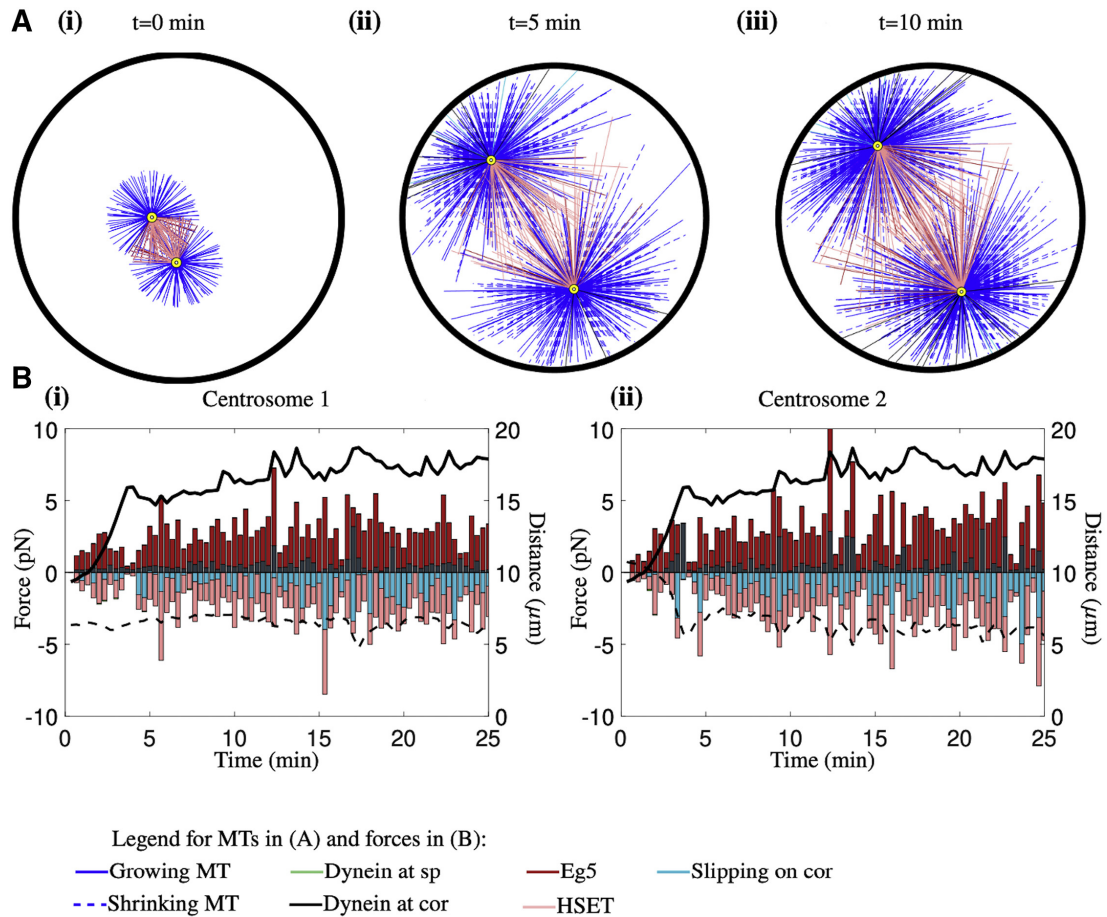 A (i) t=0 min (ii) t=5 min (iii) t=10 min
B (i) Centrosome 1 (ii) Centrosome 2
10 20 10 20
5 15 5 15
0 10 0 10
-5 5 -5 5
-10 0 -10 0
Force (pN) Distance (μm) Force (pN) Distance (μm)
0 5 10 15 20 25 0 5 10 15 20 25
Time (min) Time (min)
Legend for MTs in (A) and forces in (B):
Growing MT Dynein at sp Eg5 Slipping on cor
Shrinking MT Dynein at cor HSET